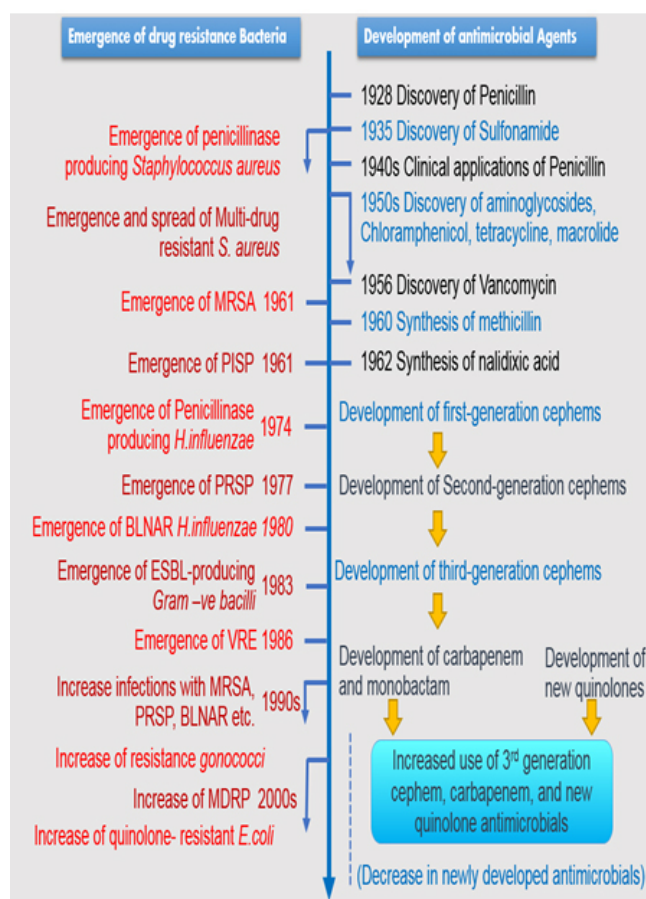 Emergence of drug resistance Bacteria
Development of antimicrobial Agents
1928 Discovery of Penicillin
1935 Discovery of Sulfonamide
Emergence of penicillinase
producing Staphylococcus aureus
1940s Clinical applications of Penicillin
1950s Discovery of aminoglycosides,
Chloramphenicol, tetracycline, macrolide
Emergence and spread of Multi-drug
resistant S. aureus
1956 Discovery of Vancomycin
Emergence of MRSA 1961
1960 Synthesis of methicillin
Emergence of PISP 1961
1962 Synthesis of nalidixic acid
Emergence of Penicillinase
producing H.influenzae
1974
Development of first-generation cephems
Emergence of PRSP 1977
Development of Second-generation cephems
Emergence of BLNAR H.influenzae 1980
Emergence of ESBL-producing
Gram –ve bacilli
1983
Development of third-generation cephems
Emergence of VRE 1986
Development of carbapenem
and monobactam
Development of
new quinolones
Increase infections with MRSA,
PRSP, BLNAR etc.
1990s
Increase of resistance gonococci
Increase of MDRP 2000s
Increase of quinolone- resistant E.coli
Increased use of 3rd generation
cephem, carbapenem, and new
quinolone antimicrobials
(Decrease in newly developed antimicrobials)